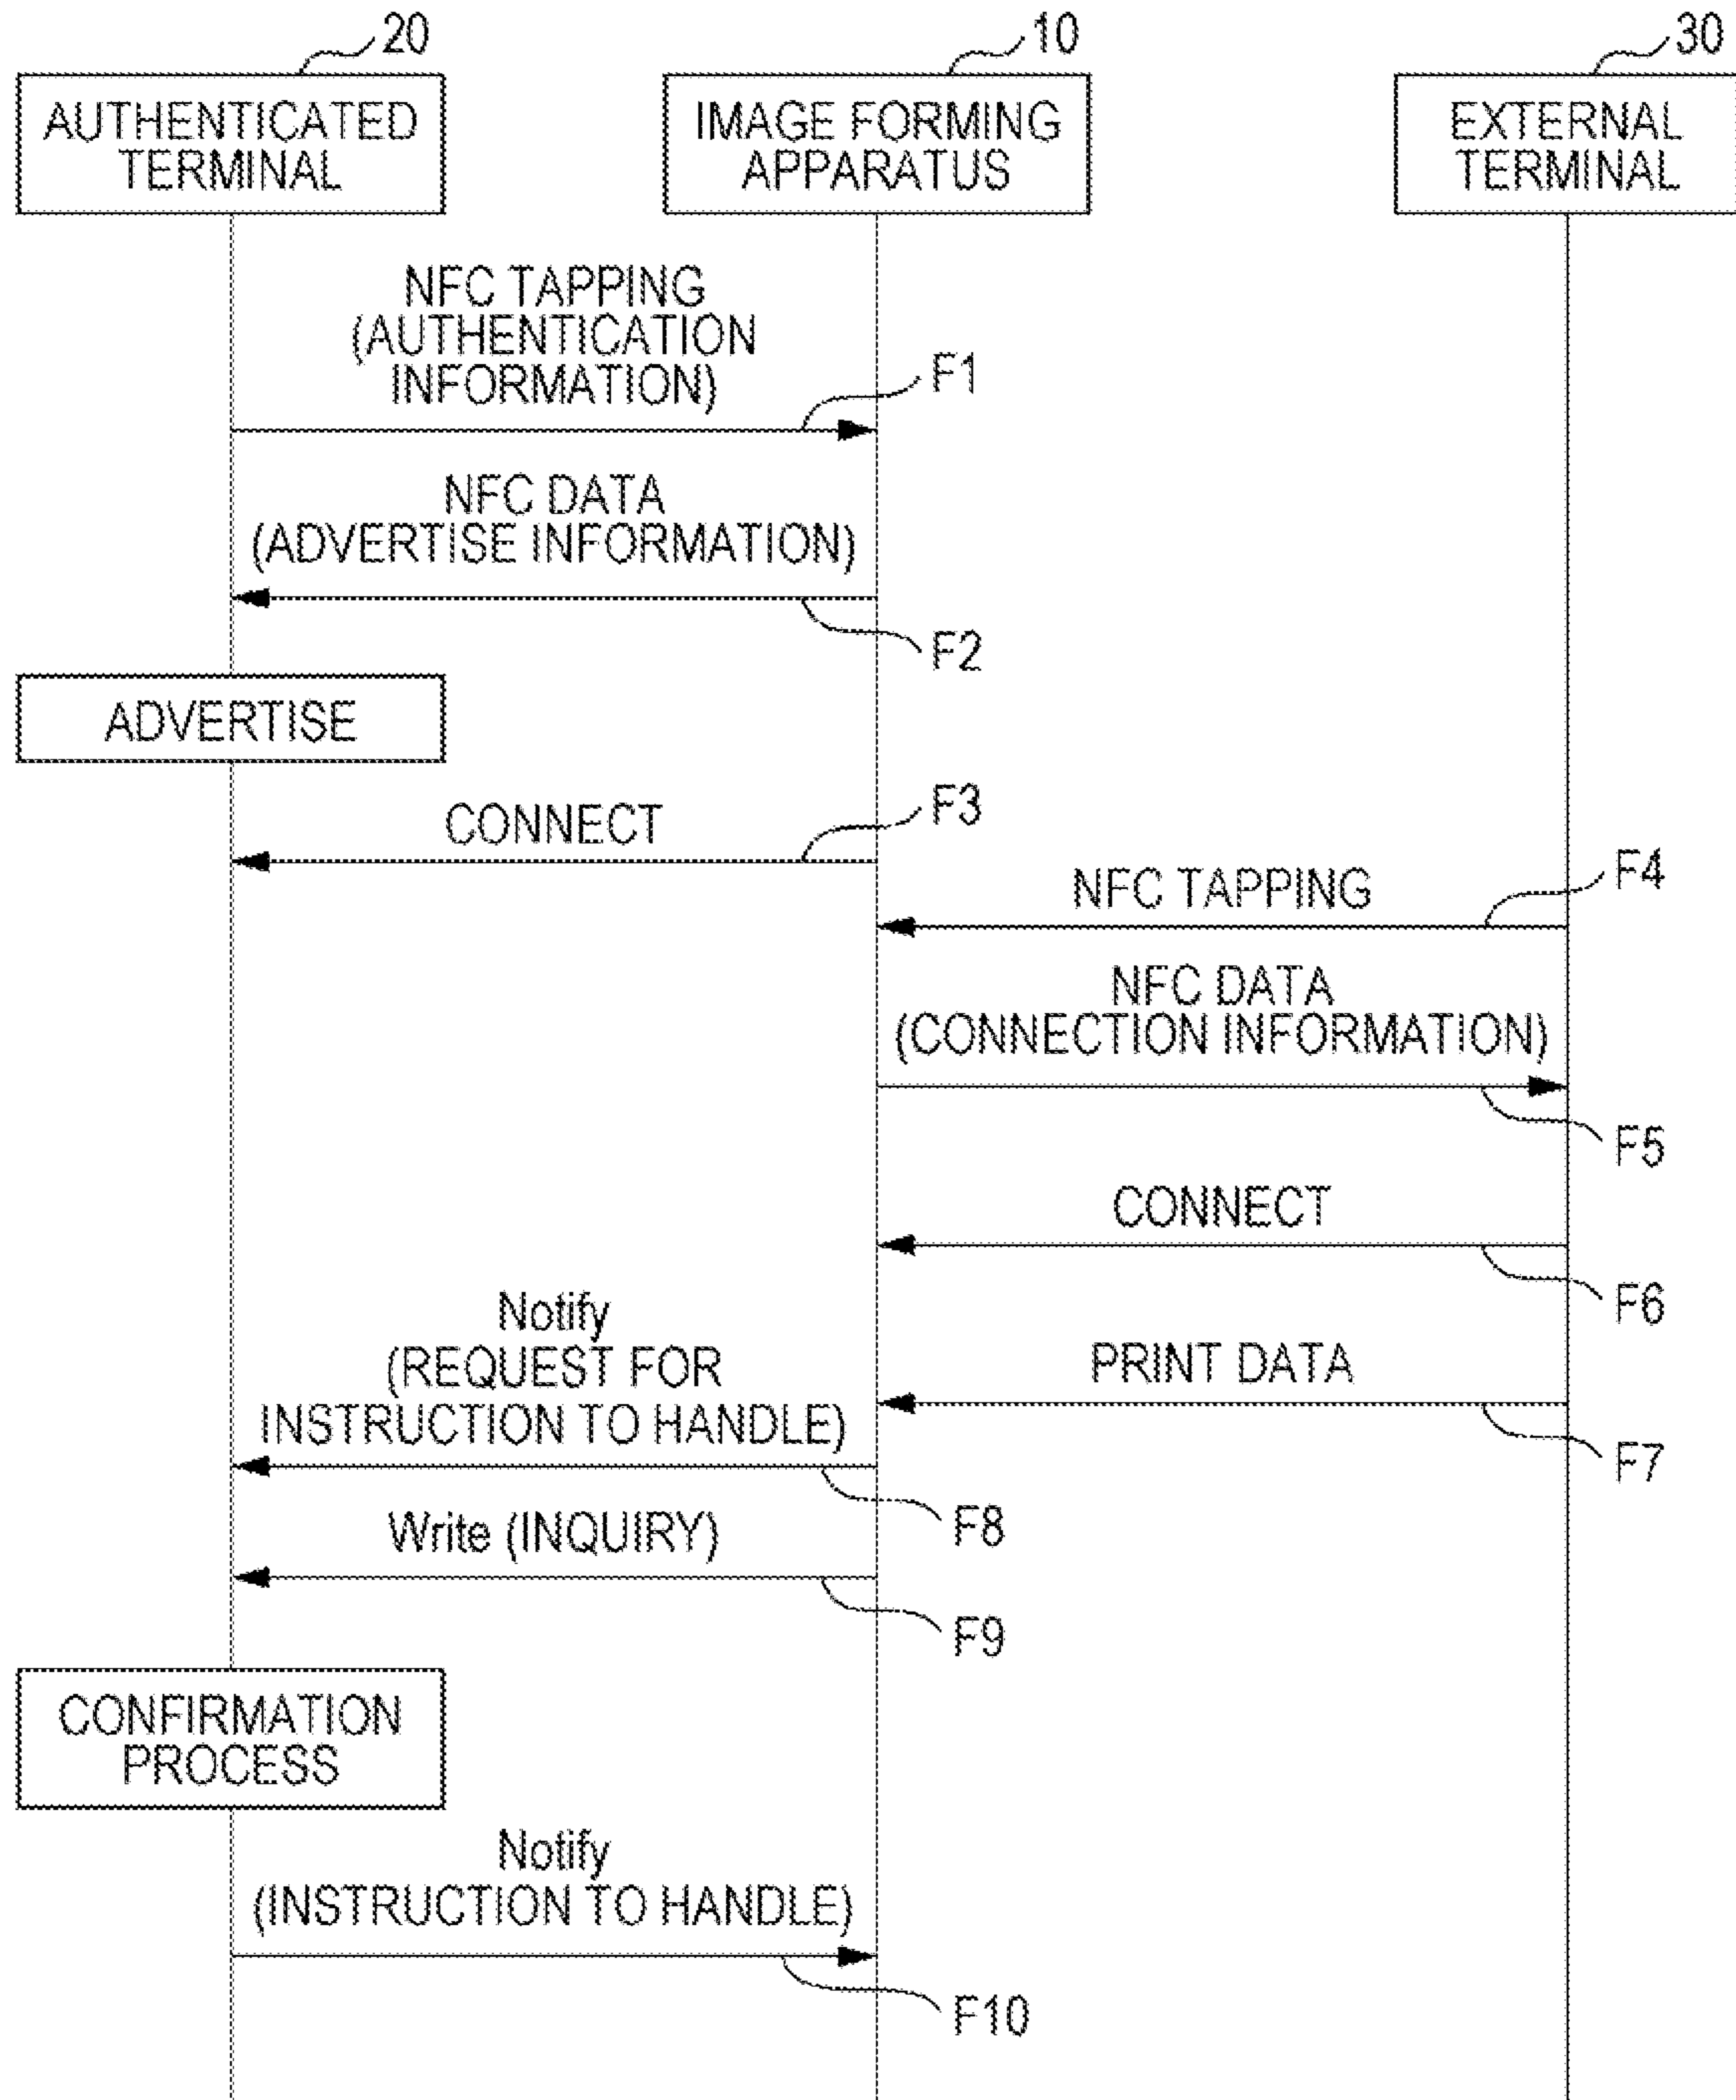 20
10
30
AUTHENTICATED
TERMINAL
IMAGE FORMING
APPARATUS
EXTERNAL
TERMINAL
NFC TAPPING
(AUTHENTICATION
INFORMATION)
F1
NFC DATA
(ADVERTISE INFORMATION)
F2
ADVERTISE
CONNECT
F3
NFC TAPPING
F4
NFC DATA
(CONNECTION INFORMATION)
F5
CONNECT
F6
Notify
(REQUEST FOR
INSTRUCTION TO HANDLE)
PRINT DATA
F7
F8
Write (INQUIRY)
F9
CONFIRMATION
PROCESS
Notify
(INSTRUCTION TO HANDLE)
F10